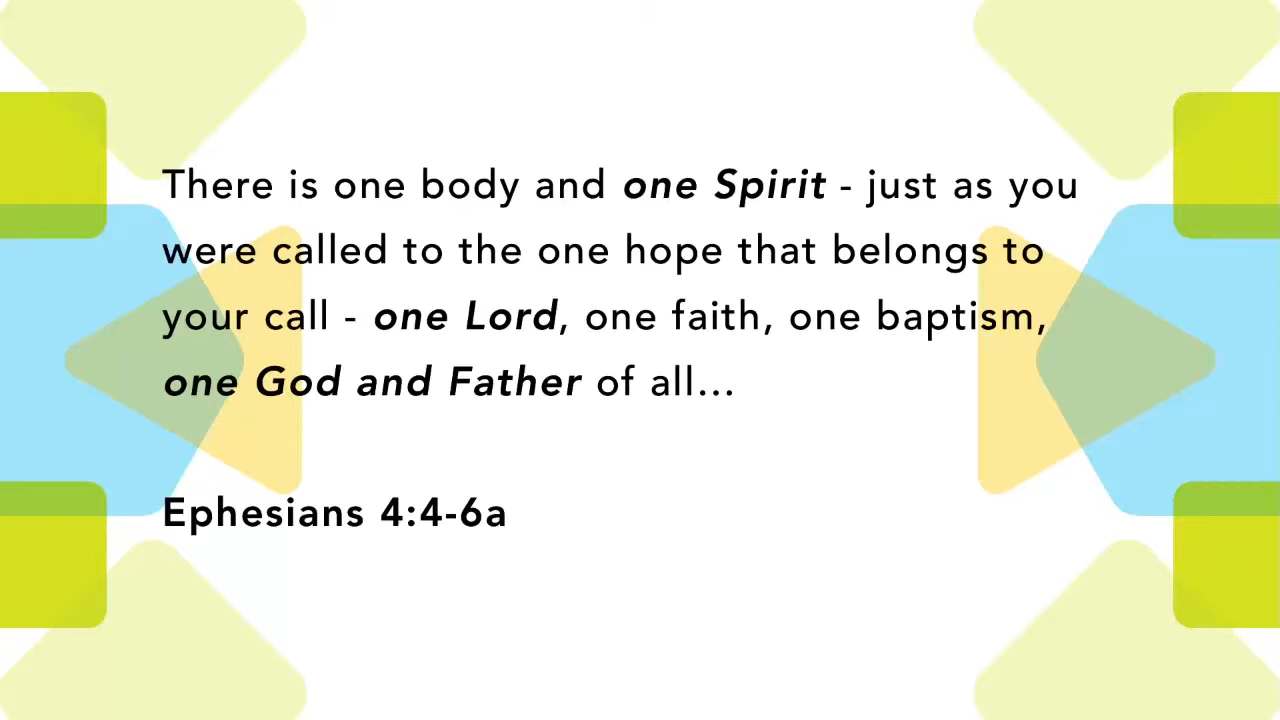 There is one body and one Spirit - just as you
were called to the one hope that belongs to
your call - one Lord, one faith, one baptism,
one God and Father of all...
Ephesians 4:4-6a